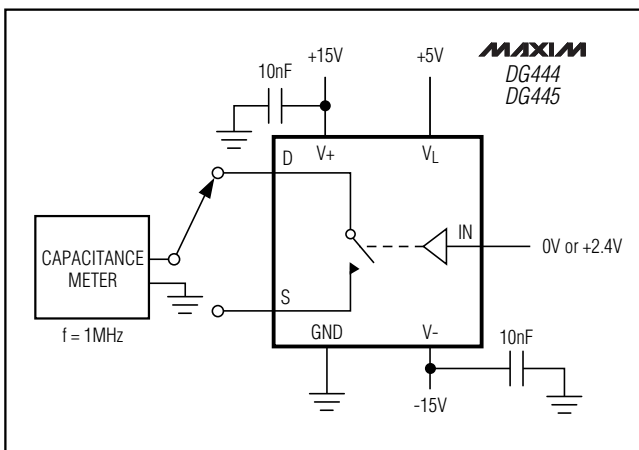 MAXIM
DG444
DG445
+15V
+5V
10nF
D
V+
VL
IN
0V or +2.4V
CAPACITANCE
METER
f = 1MHz
S
GND
V-
10nF
-15V